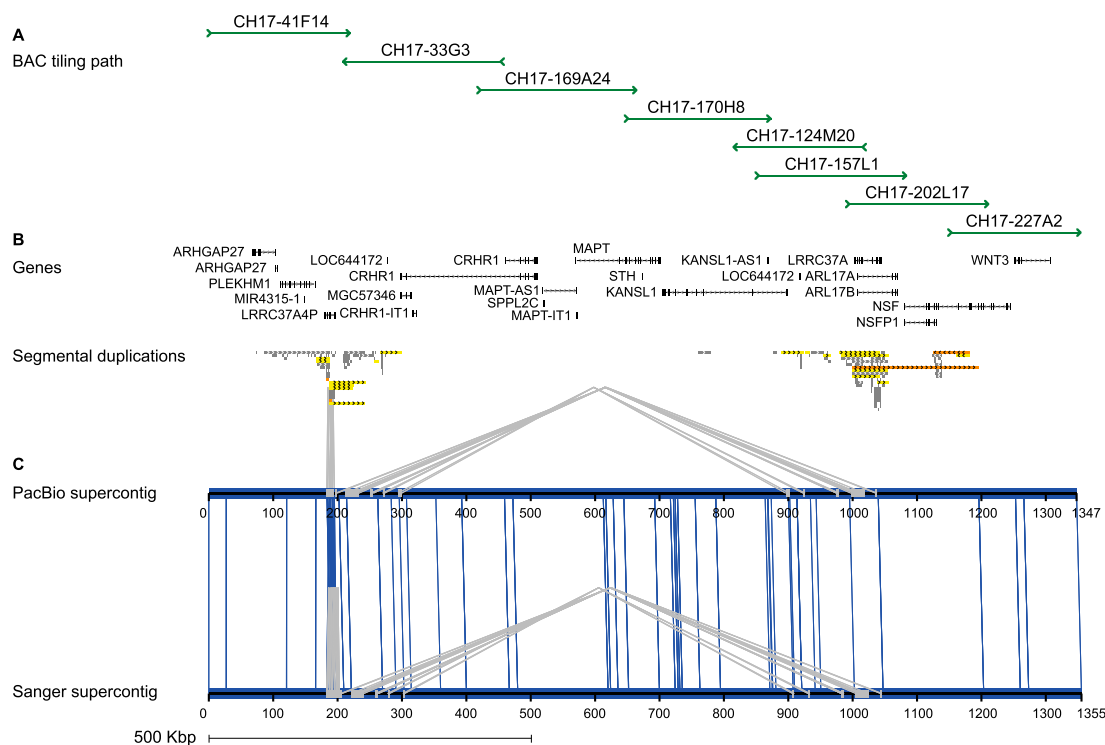 A
BAC tiling path
CH17-41F14
CH17-33G3
CH17-169A24
CH17-170H8
CH17-124M20
CH17-157L1
CH17-202L17
CH17-227A2
B
Genes
ARHGAP27
ARHGAP27
PLEKHM1
MIR4315-1
LRRC37A4P
LOC644172
CRHR1
MGC57346
CRHR1-IT1
CRHR1
MAPT-AS1
SPPL2C
MAPT-IT1
MAPT
STH
KANSL1
KANSL1-AS1
LOC644172
LRRC37A
ARL17A
ARL17B
NSF
NSFP1
WNT3
Segmental duplications
C
PacBio supercontig
0 100 200 300 400 500 600 700 800 900 1000 1100 1200 1300 1347
Sanger supercontig
0 100 200 300 400 500 600 700 800 900 1000 1100 1200 1300 1355
500 Kbp